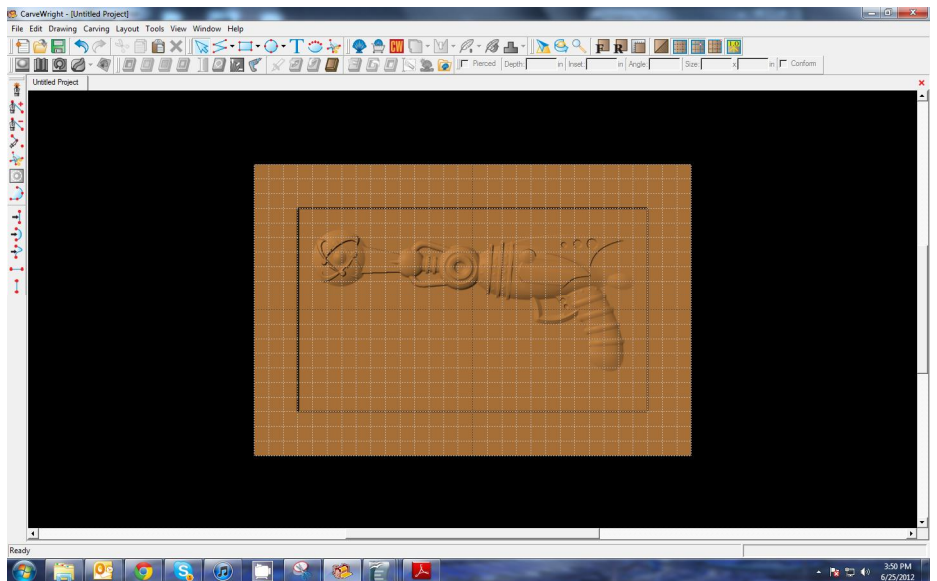 CarveWright - [Untitled Project]
File Edit Drawing Carving Layout Tools View Window Help
T CW F R
Pierced Depth: in Inset: in Angle: Size: x in Conform
Untitled Project
Ready
3:50 PM
6/25/2012